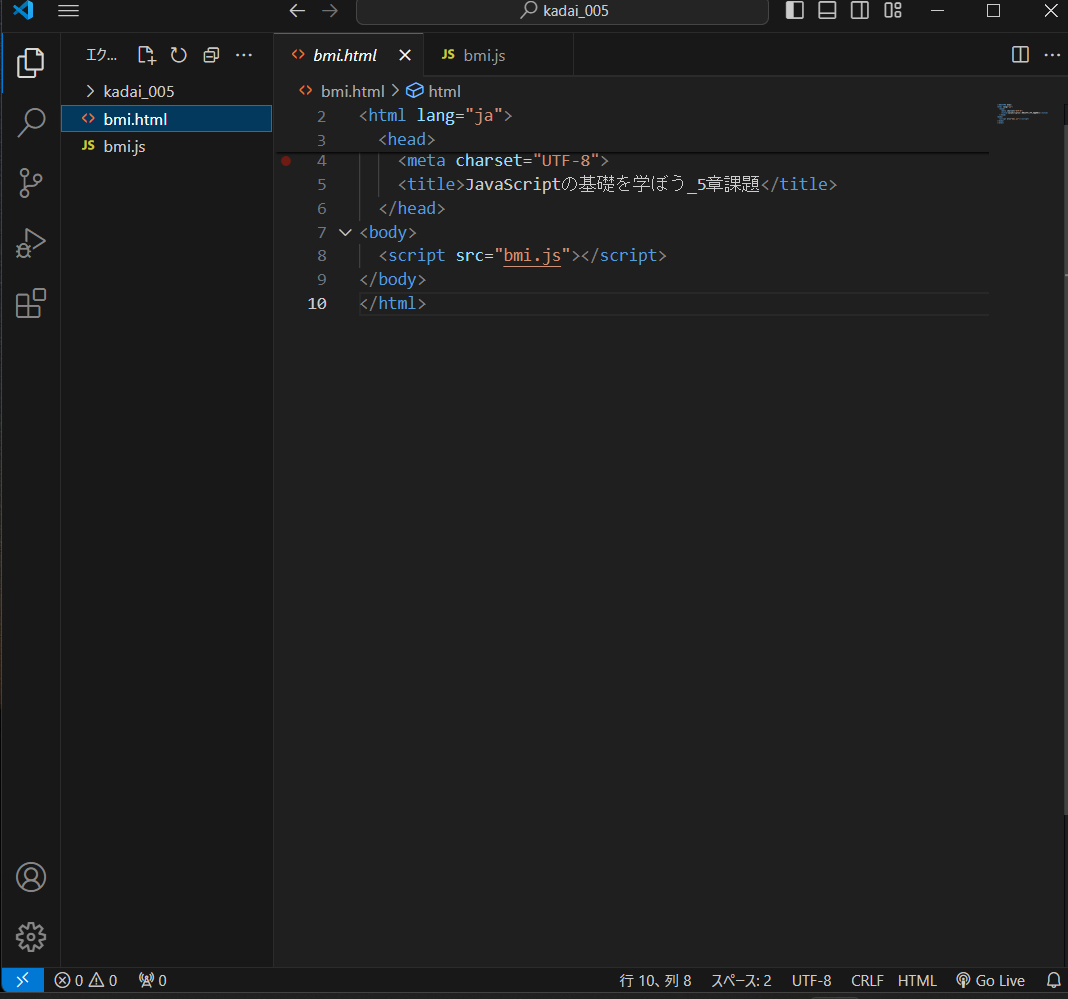 kadai_005
エク...
bmi.html
JS bmi.js
kadai_005
bmi.html
JS bmi.js
bmi.html > html
2 <html lang="ja">
3 <head>
4 <meta charset="UTF-8">
5 <title>JavaScriptの基礎を学ぼう_5章課題</title>
6 </head>
7 <body>
8 <script src="bmi.js"></script>
9 </body>
10 </html>
0 0 0
行 10、列 8 スペース: 2 UTF-8 CRLF HTML Go Live